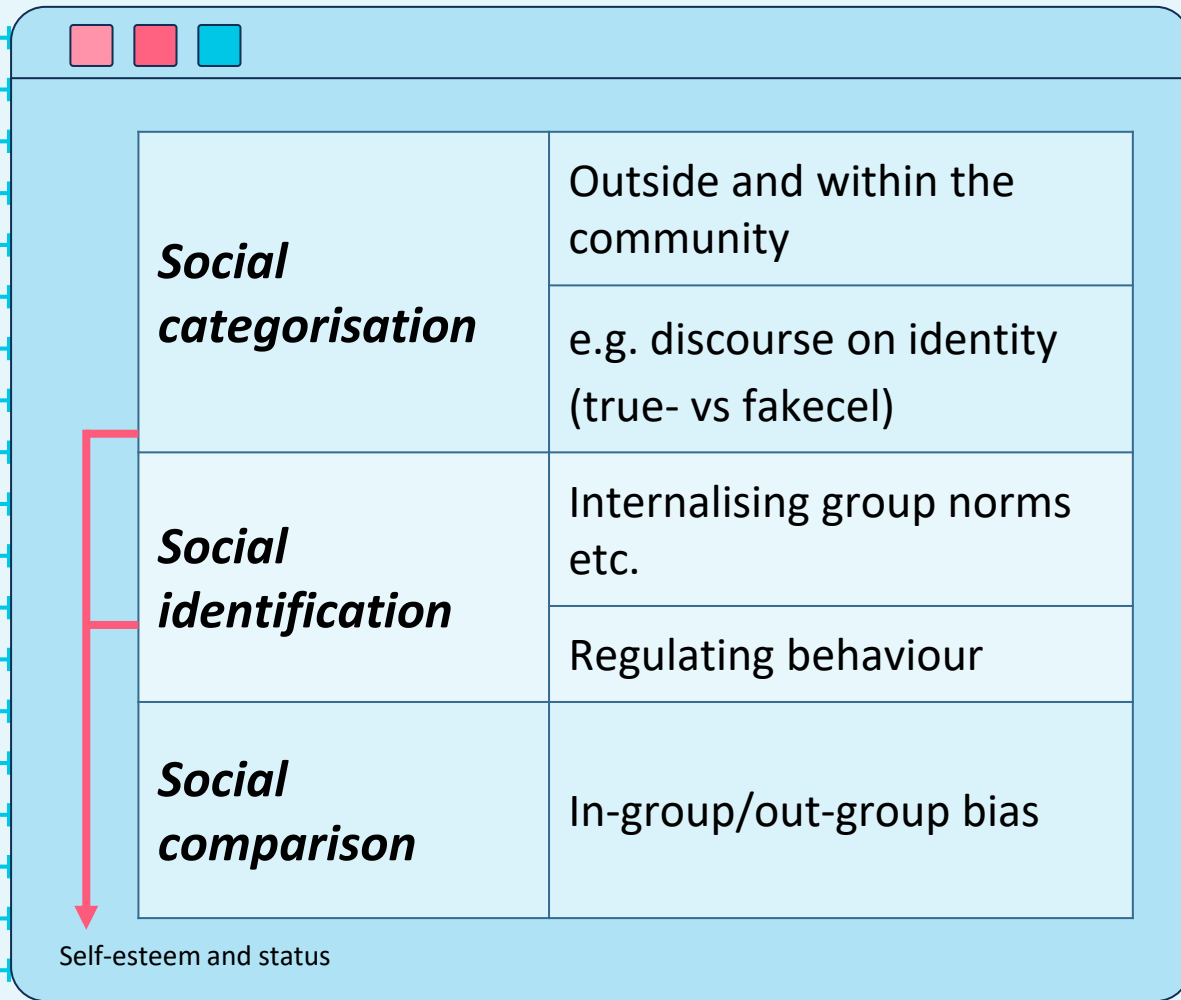 Social
categorisation
Outside and within the
community
e.g. discourse on identity
(true- vs fakecel)
Social
identification
Internalising group norms
etc.
Regulating behaviour
Social
comparison
In-group/out-group bias
Self-esteem and status